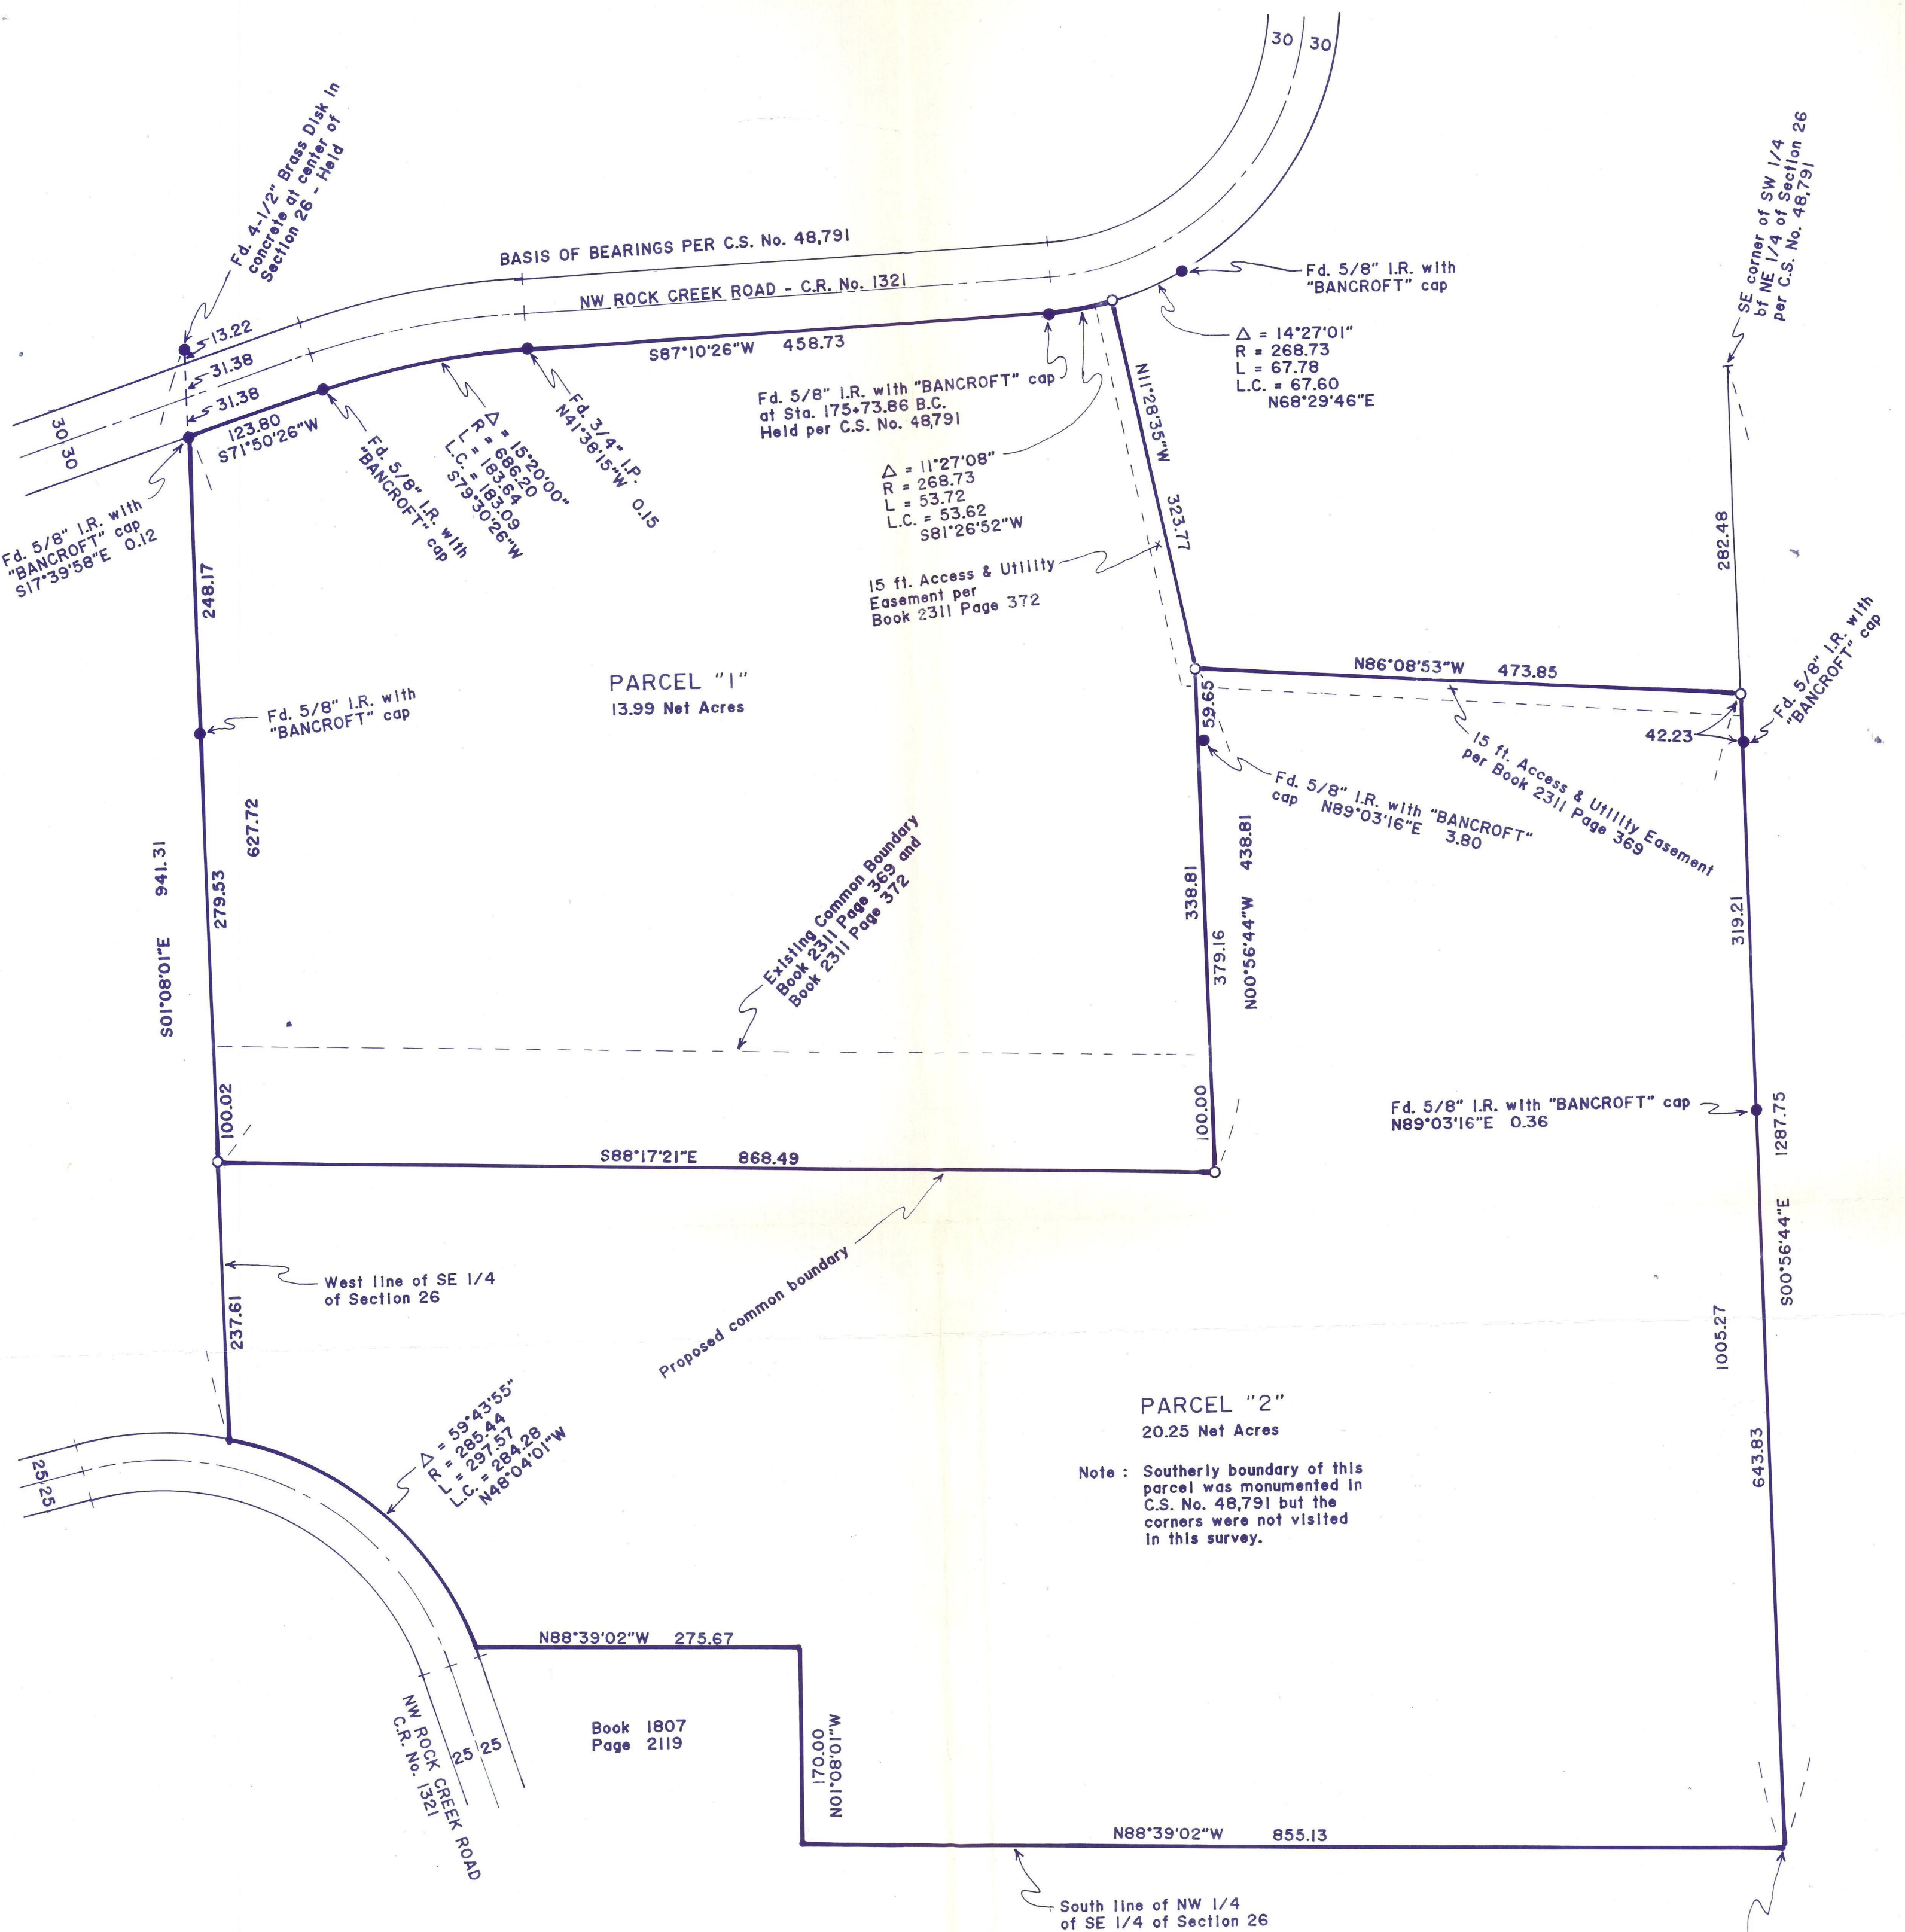 30
30
Fd. 4-1/2" Brass Disk in
concrete at center of
Section 26 - Held
SE corner of SW 1/4
of NE 1/4 of Section 26
per C.S. No. 48,791
BASIS OF BEARINGS PER C.S. No. 48,791
NW ROCK CREEK ROAD - C.R. No. 1321
Fd. 5/8" I.R. with
"BANCROFT" cap
13.22
31.38
31.38
30
30
123.80
S71°50'26"W
S87°10'26"W 458.73
Δ = 14°27'01"
R = 268.73
L = 67.78
L.C. = 67.60
N68°29'46"E
Fd. 5/8" I.R. with "BANCROFT" cap
at Sta. 175+73.86 B.C.
Held per C.S. No. 48,791
Fd. 3/4" I.P.
N41°38'15"W 0.15
Δ = 15°20'00"
R = 686.20
L = 183.64
L.C. = 183.09
S79°30'26"W
Fd. 5/8" I.R. with
"BANCROFT" cap
Δ = 11°27'08"
R = 268.73
L = 53.72
L.C. = 53.62
S81°26'52"W
N11°28'35"W
323.77
Fd. 5/8" I.R. with
"BANCROFT" cap
S17°39'58"E 0.12
248.17
15 ft. Access & Utility
Easement per
Book 2311 Page 372
282.48
Fd. 5/8" I.R. with
"BANCROFT" cap
PARCEL "1"
13.99 Net Acres
N86°08'53"W 473.85
59.65
42.23
Fd. 5/8" I.R. with
"BANCROFT" cap
15 ft. Access & Utility Easement
per Book 2311 Page 369
Fd. 5/8" I.R. with "BANCROFT"
cap N89°03'16"E 3.80
627.72
S01°08'01"E 941.31
279.53
Existing Common Boundary
Book 2311 Page 369 and
Book 2311 Page 372
338.81
379.16
N00°56'44"W 438.81
319.21
100.02
100.00
Fd. 5/8" I.R. with "BANCROFT" cap
N89°03'16"E 0.36
S88°17'21"E 868.49
S00°56'44"E 1287.75
West line of SE 1/4
of Section 26
237.61
Proposed common boundary
1005.27
PARCEL "2"
20.25 Net Acres
Note : Southerly boundary of this
parcel was monumented in
C.S. No. 48,791 but the
corners were not visited
in this survey.
643.83
Δ = 59°43'55"
R = 285.44
L = 297.57
L.C. = 284.28
N48°04'01"W
25
25
N88°39'02"W 275.67
Book 1807
Page 2119
170.00
N01°08'01"W
NW ROCK CREEK ROAD
C.R. No. 1321
25
25
N88°39'02"W 855.13
South line of NW 1/4
of SE 1/4 of Section 26